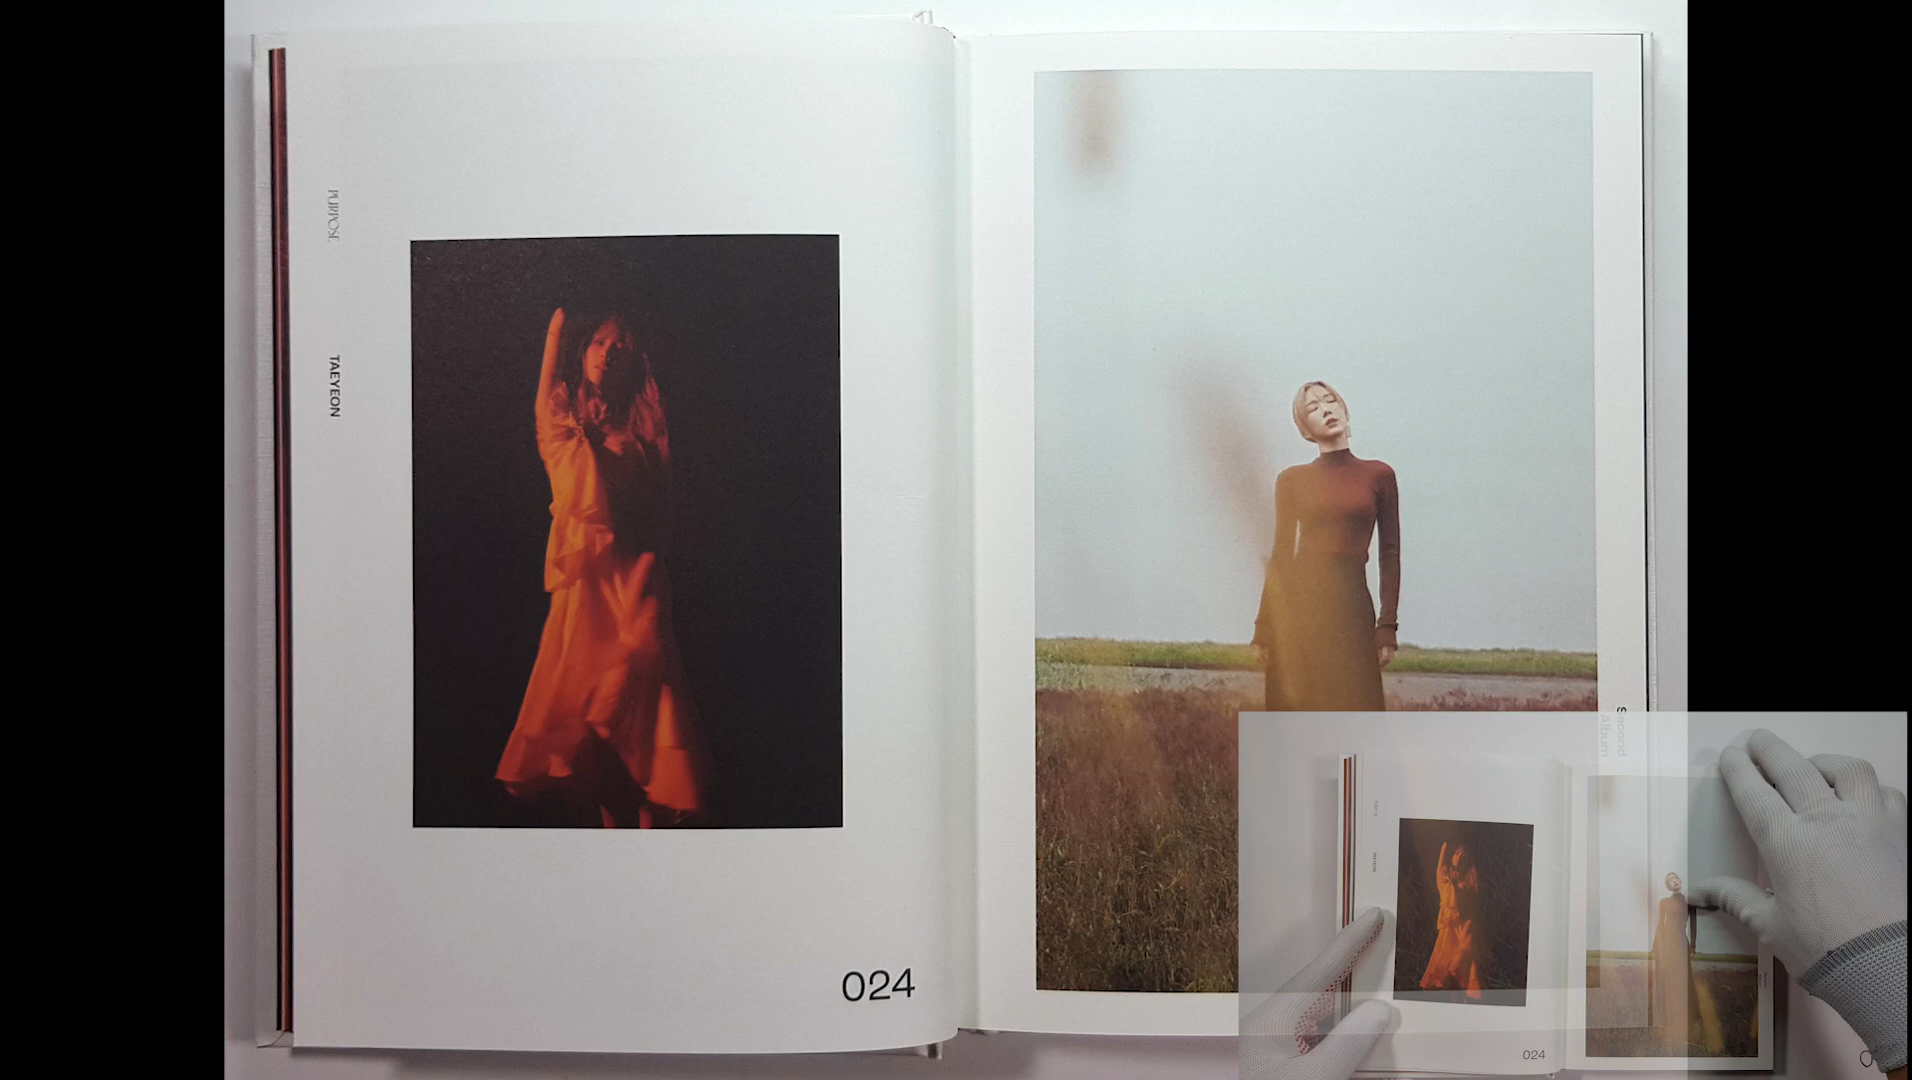 PURPOSE
TAEYEON
024
Second
Album
024